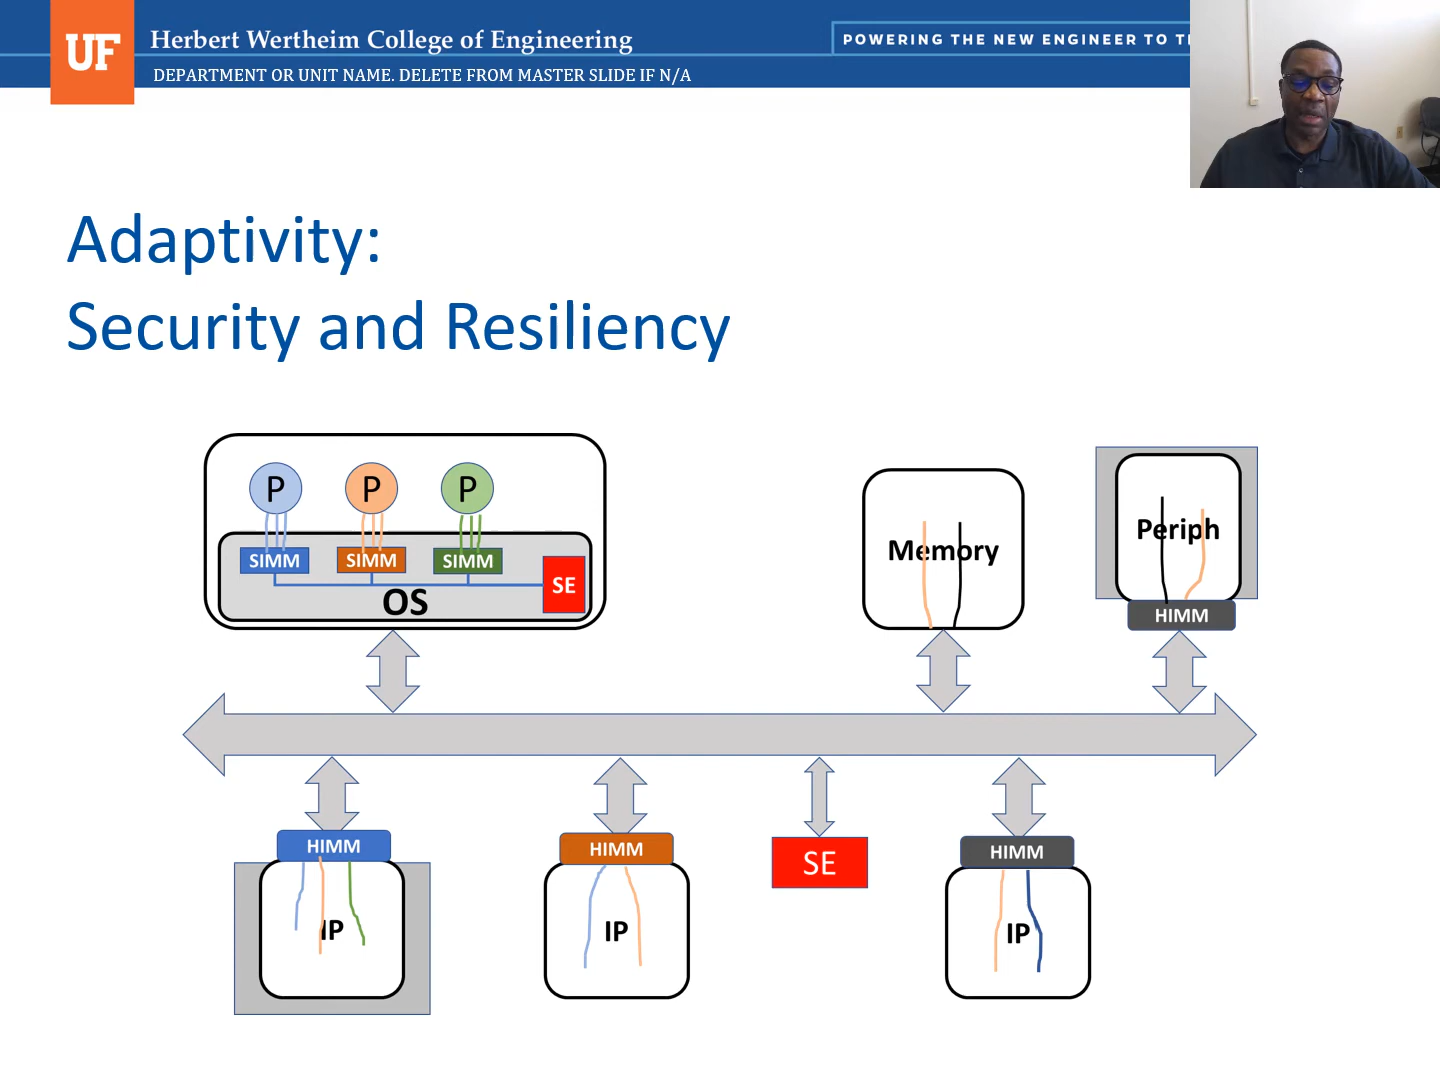 UF
Herbert Wertheim College of Engineering
POWERING THE NEW ENGINEER TO
DEPARTMENT OR UNIT NAME. DELETE FROM MASTER SLIDE IF N/A
Adaptivity:
Security and Resiliency
P P P
SIMM SIMM SIMM
SE
OS
Memory
Periph
HIMM
HIMM
HIMM
HIMM
SE
IP
IP
IP